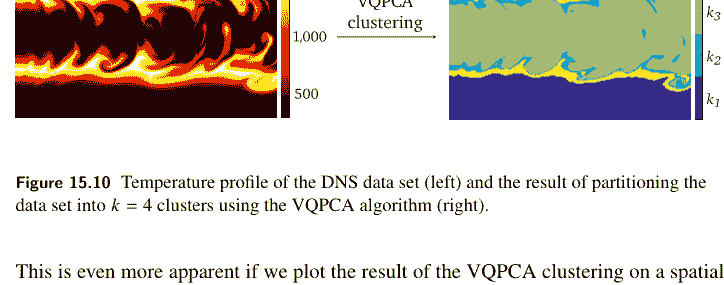 VQPCA
clustering
1,000
500
k3
k2
k1
Figure 15.10 Temperature profile of the DNS data set (left) and the result of partitioning the
data set into k = 4 clusters using the VQPCA algorithm (right).
This is even more apparent if we plot the result of the VQPCA clustering on a spatial